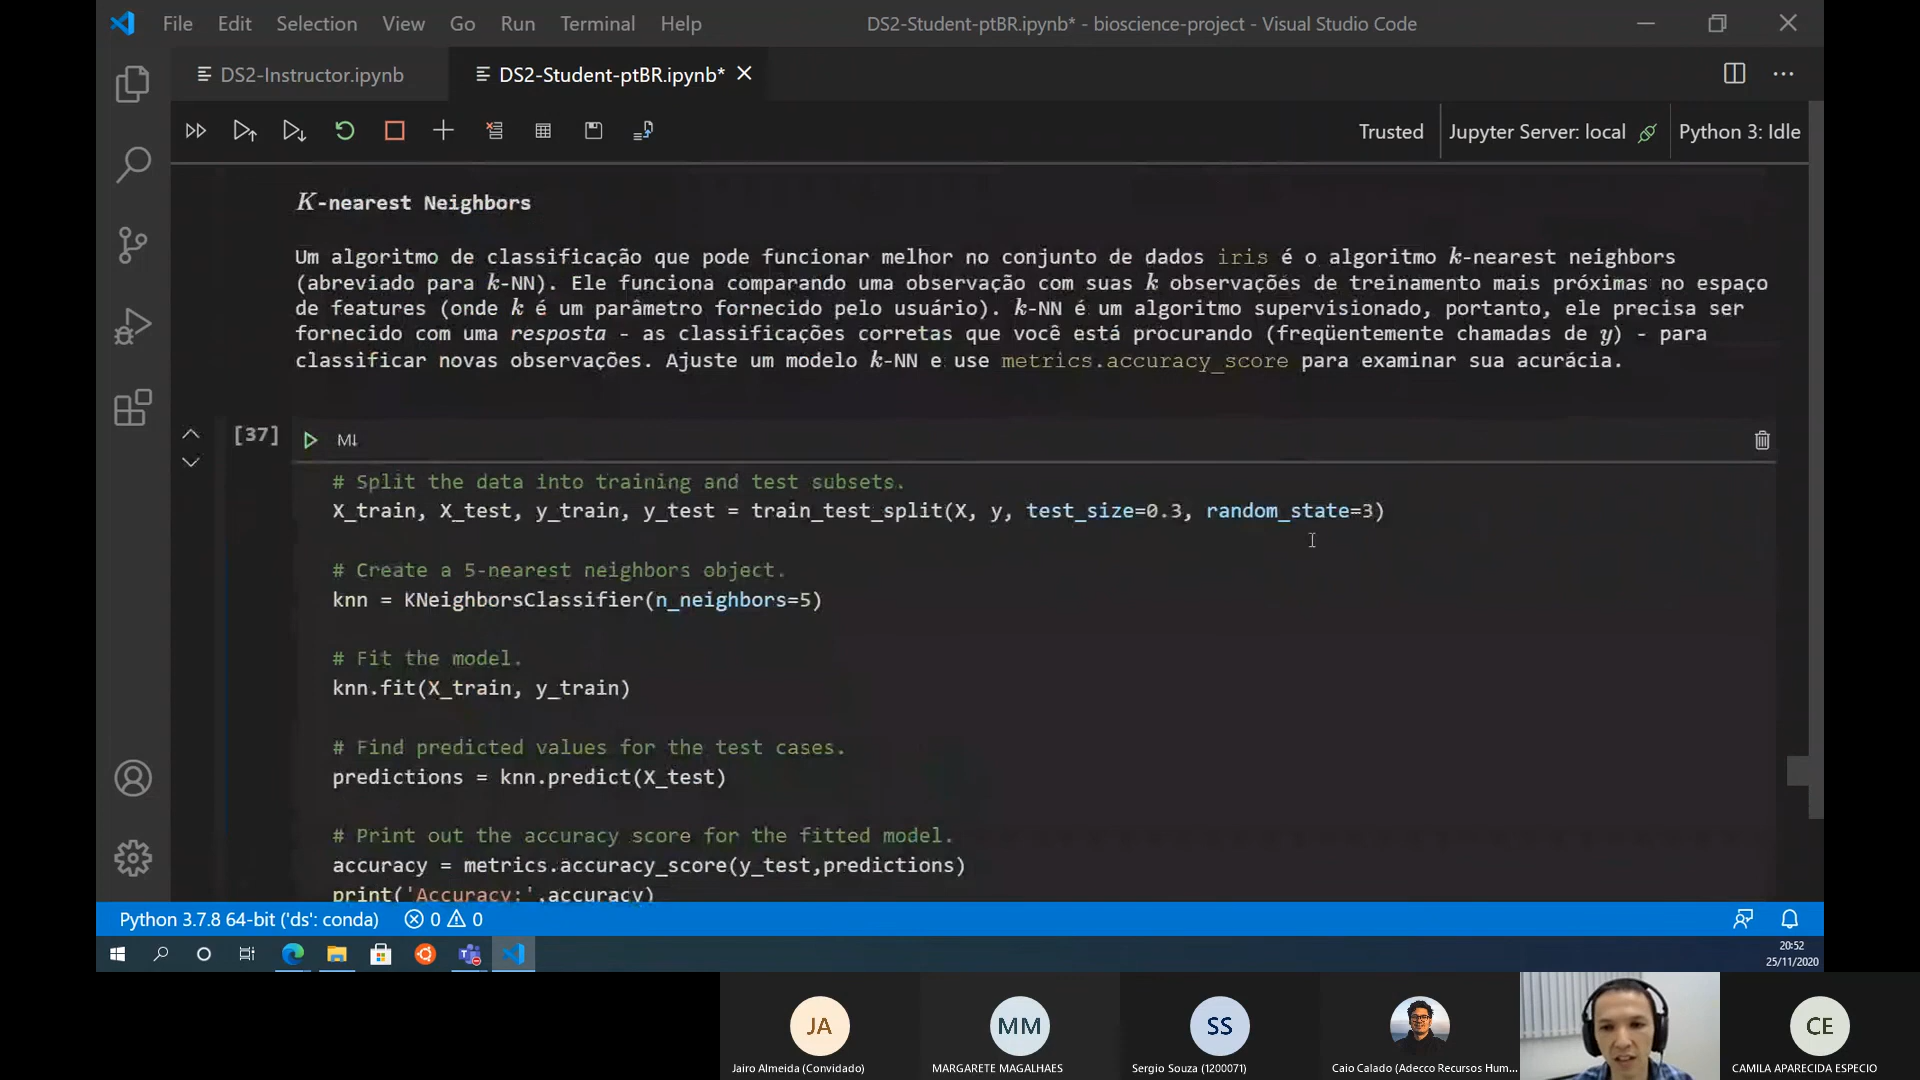 File Edit Selection View Go Run Terminal Help DS2-Student-ptBR.ipynb* - bioscience-project - Visual Studio Code
DS2-Instructor.ipynb DS2-Student-ptBR.ipynb*
Trusted Jupyter Server: local Python 3: Idle
K-nearest Neighbors
Um algoritmo de classificação que pode funcionar melhor no conjunto de dados iris é o algoritmo k-nearest neighbors
(abreviado para k-NN). Ele funciona comparando uma observação com suas k observações de treinamento mais próximas no espaço
de features (onde k é um parâmetro fornecido pelo usuário). k-NN é um algoritmo supervisionado, portanto, ele precisa ser
fornecido com uma resposta - as classificações corretas que você está procurando (freqüentemente chamadas de y) - para
classificar novas observações. Ajuste um modelo k-NN e use metrics.accuracy_score para examinar sua acurácia.
[37] M↓
# Split the data into training and test subsets.
X_train, X_test, y_train, y_test = train_test_split(X, y, test_size=0.3, random_state=3)
# Create a 5-nearest neighbors object.
knn = KNeighborsClassifier(n_neighbors=5)
# Fit the model.
knn.fit(X_train, y_train)
# Find predicted values for the test cases.
predictions = knn.predict(X_test)
# Print out the accuracy score for the fitted model.
accuracy = metrics.accuracy_score(y_test,predictions)
print('Accuracy:',accuracy)
Python 3.7.8 64-bit ('ds': conda) 0 0
20:52
25/11/2020
JA MM SS CE
Jairo Almeida (Convidado) MARGARETE MAGALHAES Sergio Souza (1200071) Caio Calado (Adecco Recursos Hum... CAMILA APARECIDA ESPECIO